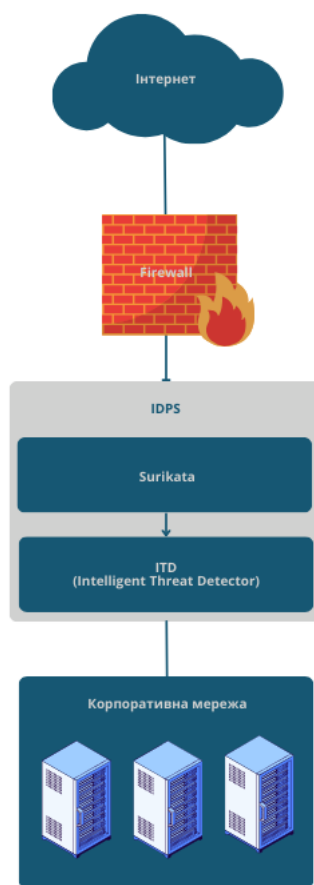 Інтернет
Firewall
IDPS
Surikata
ITD
(Intelligent Threat Detector)
Корпоративна мережа